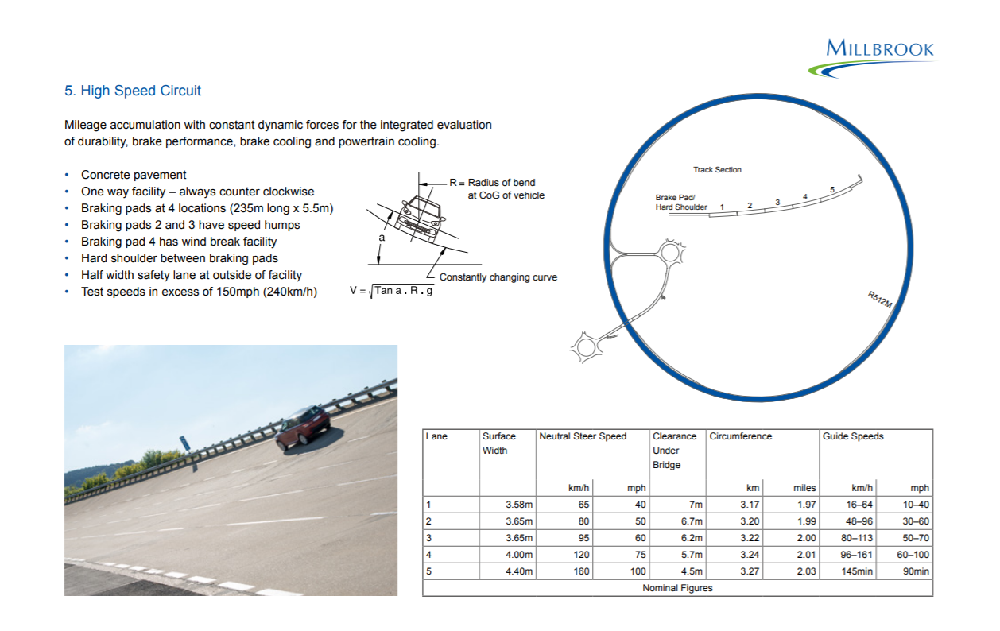 MILLBROOK
5. High Speed Circuit
Mileage accumulation with constant dynamic forces for the integrated evaluation
of durability, brake performance, brake cooling and powertrain cooling.
• Concrete pavement
• One way facility – always counter clockwise
• Braking pads at 4 locations (235m long x 5.5m)
• Braking pads 2 and 3 have speed humps
• Braking pad 4 has wind break facility
• Hard shoulder between braking pads
• Half width safety lane at outside of facility
• Test speeds in excess of 150mph (240km/h)
R = Radius of bend
at CoG of vehicle
a
Constantly changing curve
V = √Tan a . R . g
Track Section
Brake Pad/
Hard Shoulder 1 2 3 4 5
R512M
Lane Surface Neutral Steer Speed Clearance Circumference Guide Speeds
Width Under
Bridge
km/h mph km miles km/h mph
1 3.58m 65 40 7m 3.17 1.97 16–64 10–40
2 3.65m 80 50 6.7m 3.20 1.99 48–96 30–60
3 3.65m 95 60 6.2m 3.22 2.00 80–113 50–70
4 4.00m 120 75 5.7m 3.24 2.01 96–161 60–100
5 4.40m 160 100 4.5m 3.27 2.03 145min 90min
Nominal Figures